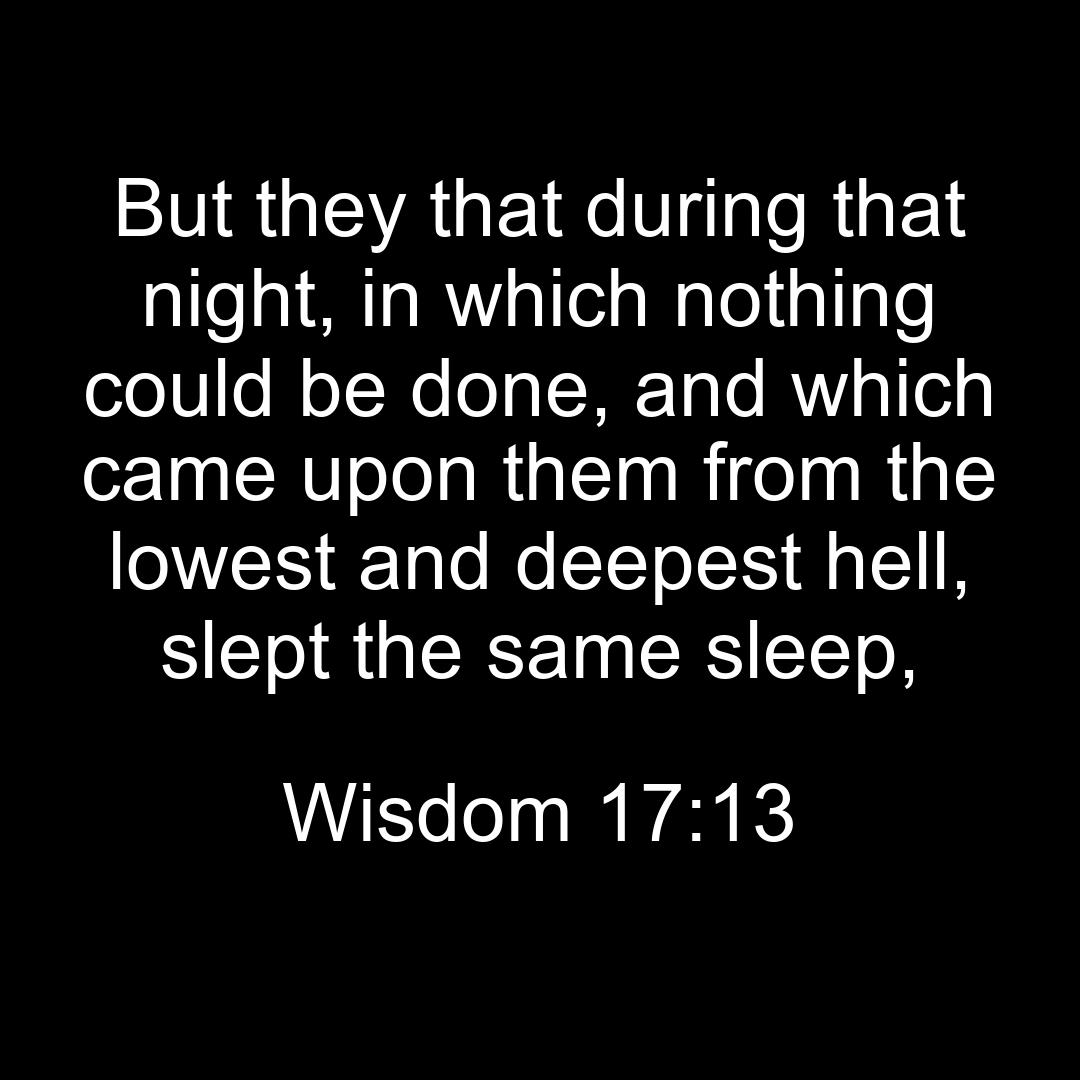 But they that during that
night, in which nothing
could be done, and which
came upon them from the
lowest and deepest hell,
slept the same sleep,
Wisdom 17:13